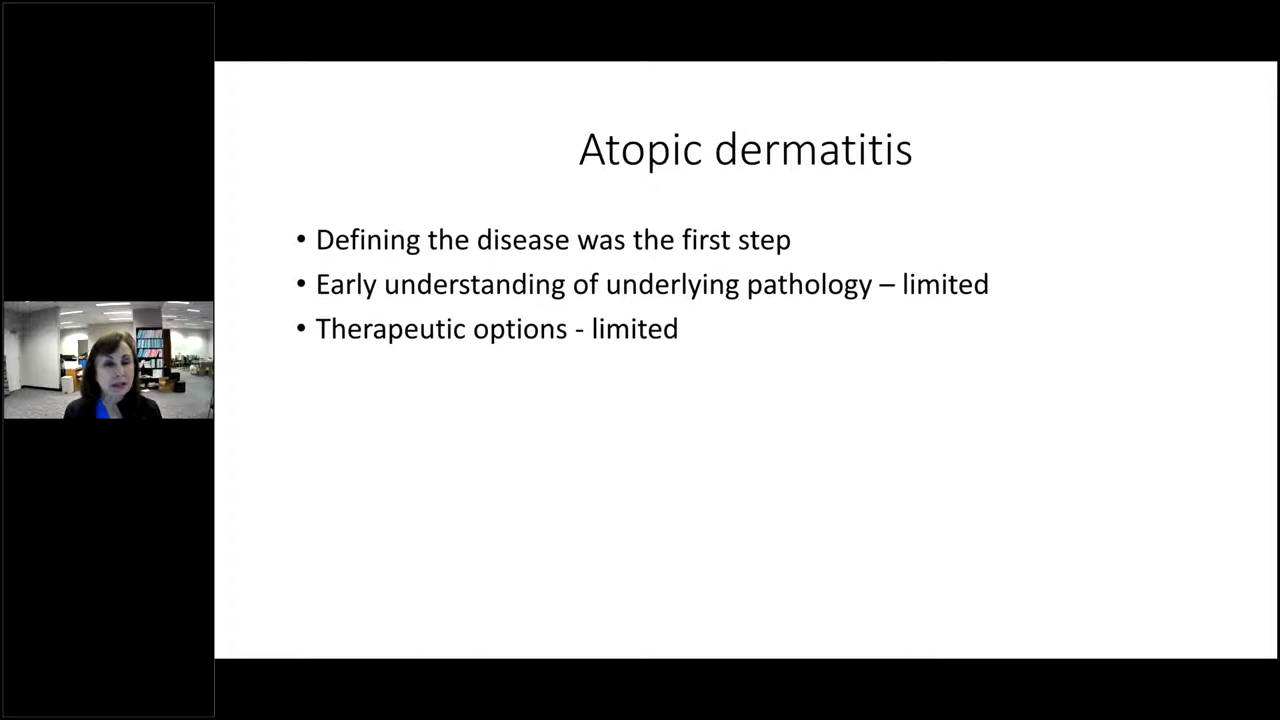 Atopic dermatitis
• Defining the disease was the first step
• Early understanding of underlying pathology – limited
• Therapeutic options - limited